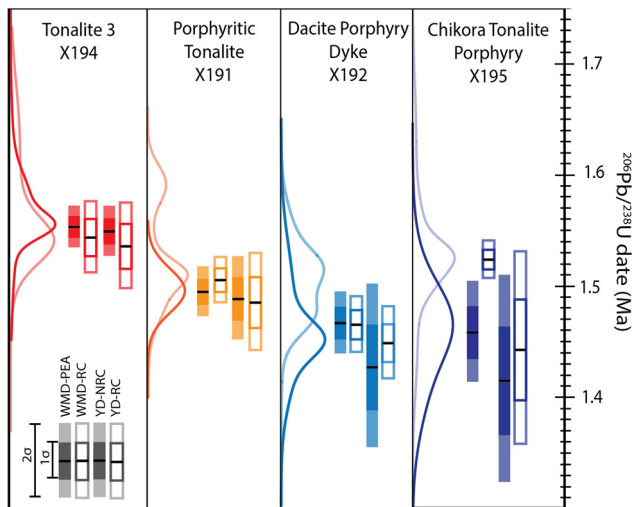 Tonalite 3
X194
Porphyritic
Tonalite
X191
Dacite Porphyry
Dyke
X192
Chikora Tonalite
Porphyry
X195
1.7
1.6
1.5
1.4
²⁰⁶Pb/²³⁸U date (Ma)
WMD-PEA
WMD-RC
YD-NRC
YD-RC
2σ
1σ